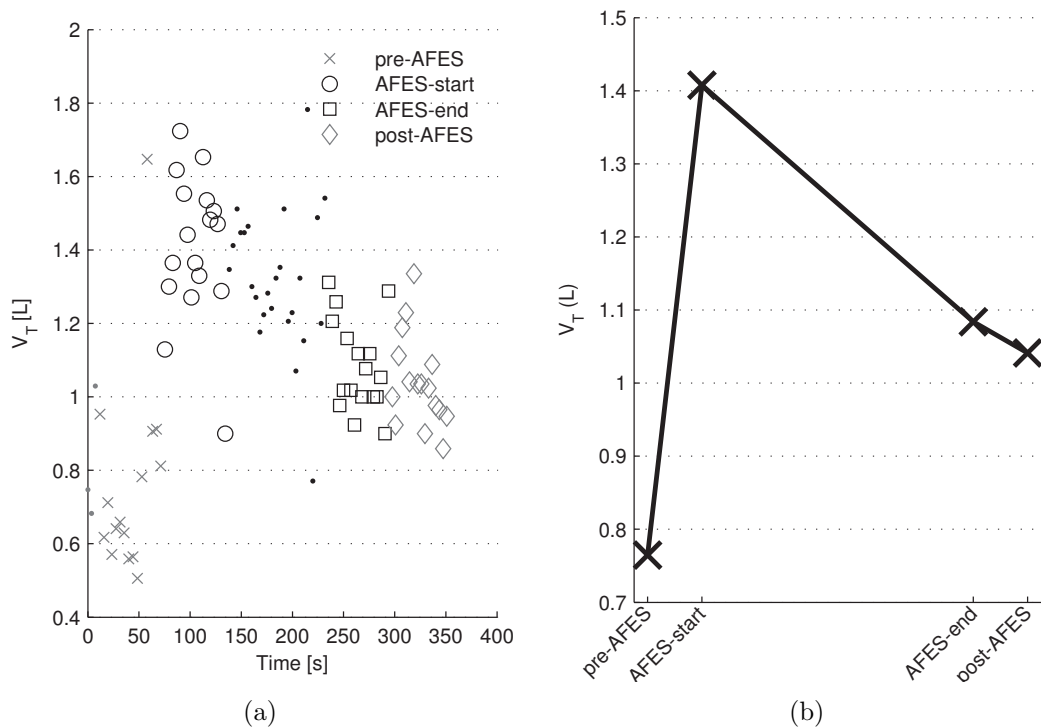 2
1.8
1.6
1.4
1.2
1
0.8
0.6
0.4
V_T [L]
pre-AFES
AFES-start
AFES-end
post-AFES
0 50 100 150 200 250 300 350 400
Time [s]
(a)
1.5
1.4
1.3
1.2
1.1
1
0.9
0.8
0.7
V_T (L)
pre-AFES
AFES-start
AFES-end
post-AFES
(b)